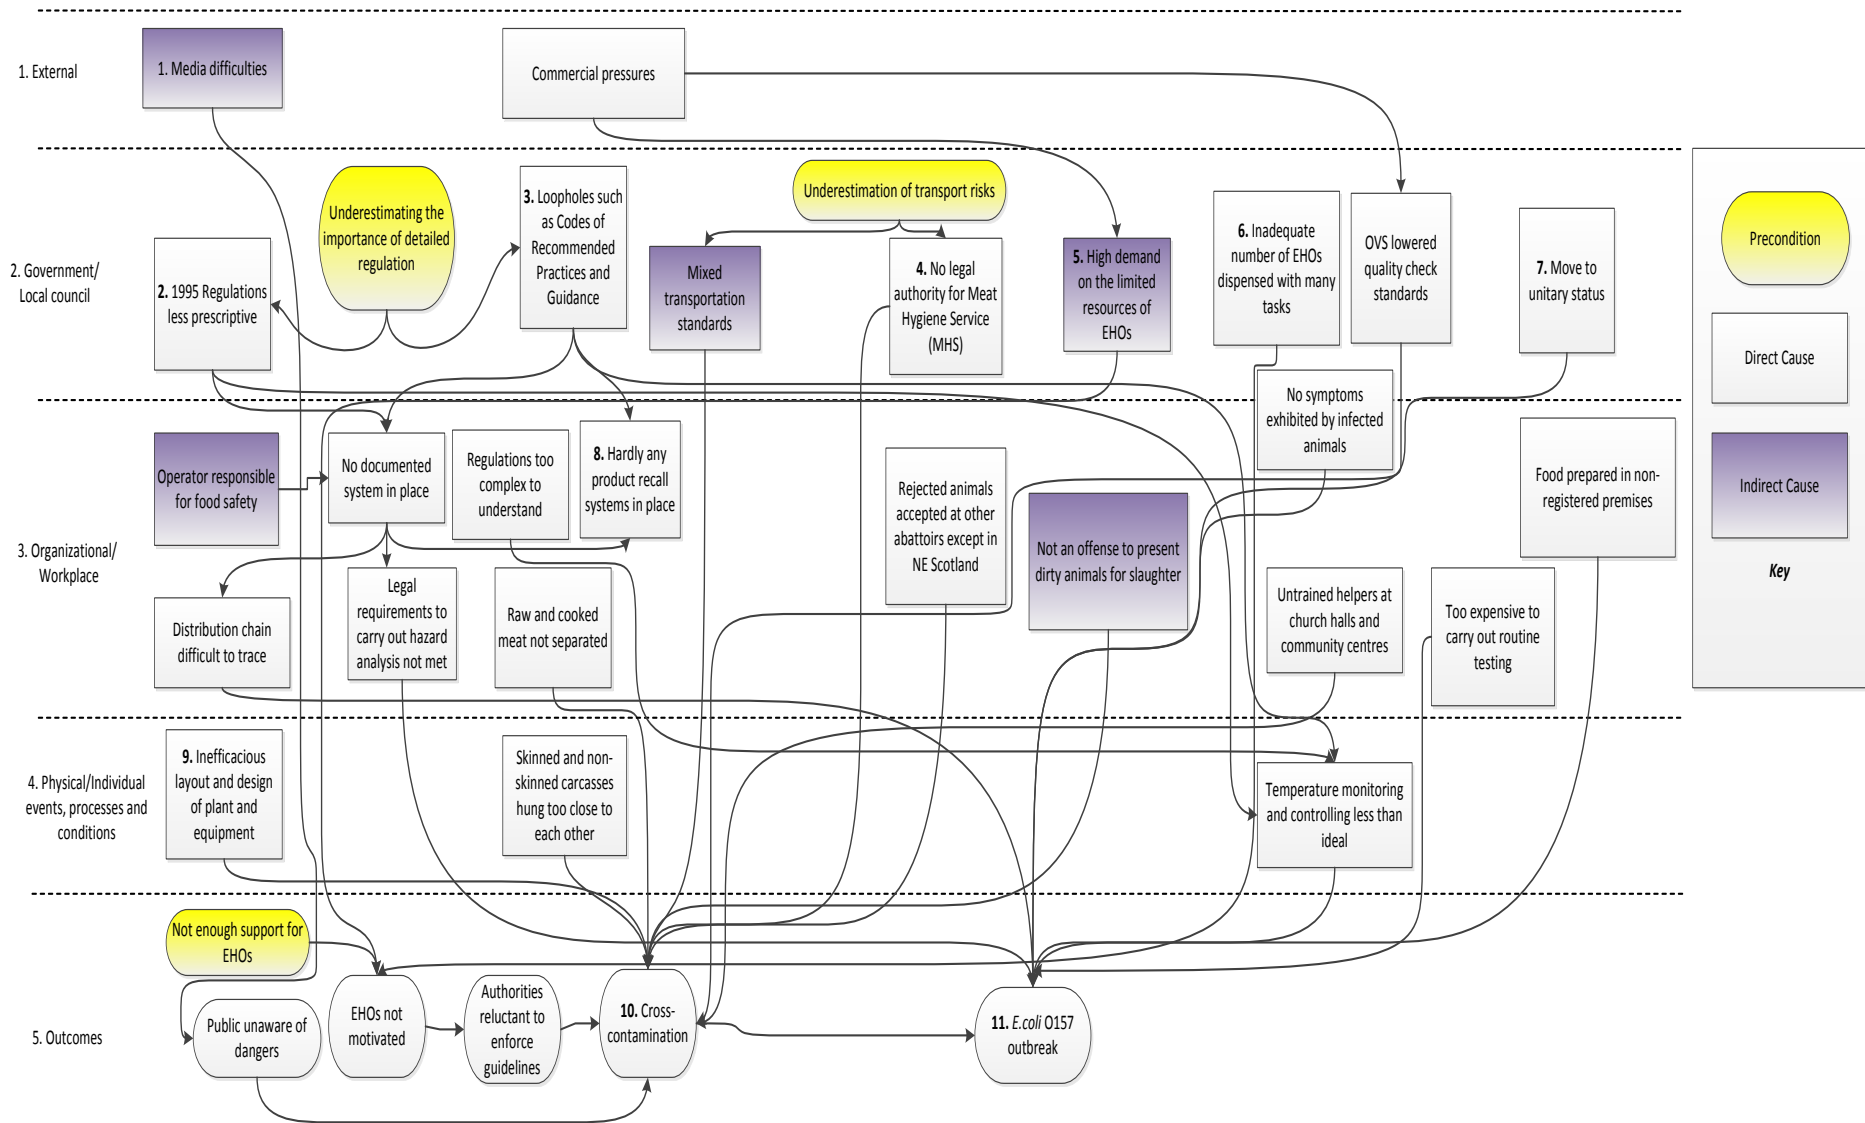 1. External
1. Media difficulties
Commercial pressures
2. Government/
Local council
Underestimating the
importance of detailed
regulation
2. 1995 Regulations
less prescriptive
3. Loopholes such
as Codes of
Recommended
Practices and
Guidance
Underestimation of transport risks
Mixed
transportation
standards
4. No legal
authority for Meat
Hygiene Service
(MHS)
5. High demand
on the limited
resources of
EHOs
6. Inadequate
number of EHOs
dispensed with many
tasks
OVS lowered
quality check
standards
7. Move to
unitary status
No symptoms
exhibited by infected
animals
3. Organizational/
Workplace
Operator responsible
for food safety
No documented
system in place
Regulations too
complex to
understand
8. Hardly any
product recall
systems in place
Rejected animals
accepted at other
abattoirs except in
NE Scotland
Not an offense to present
dirty animals for slaughter
Food prepared in non-
registered premises
Distribution chain
difficult to trace
Legal
requirements to
carry out hazard
analysis not met
Raw and cooked
meat not separated
Untrained helpers at
church halls and
community centres
Too expensive to
carry out routine
testing
4. Physical/Individual
events, processes and
conditions
9. Inefficacious
layout and design
of plant and
equipment
Skinned and non-
skinned carcasses
hung too close to
each other
Temperature monitoring
and controlling less than
ideal
5. Outcomes
Not enough support for
EHOs
Public unaware of
dangers
EHOs not
motivated
Authorities
reluctant to
enforce
guidelines
10. Cross-
contamination
11. E.coli O157
outbreak
Precondition
Direct Cause
Indirect Cause
Key